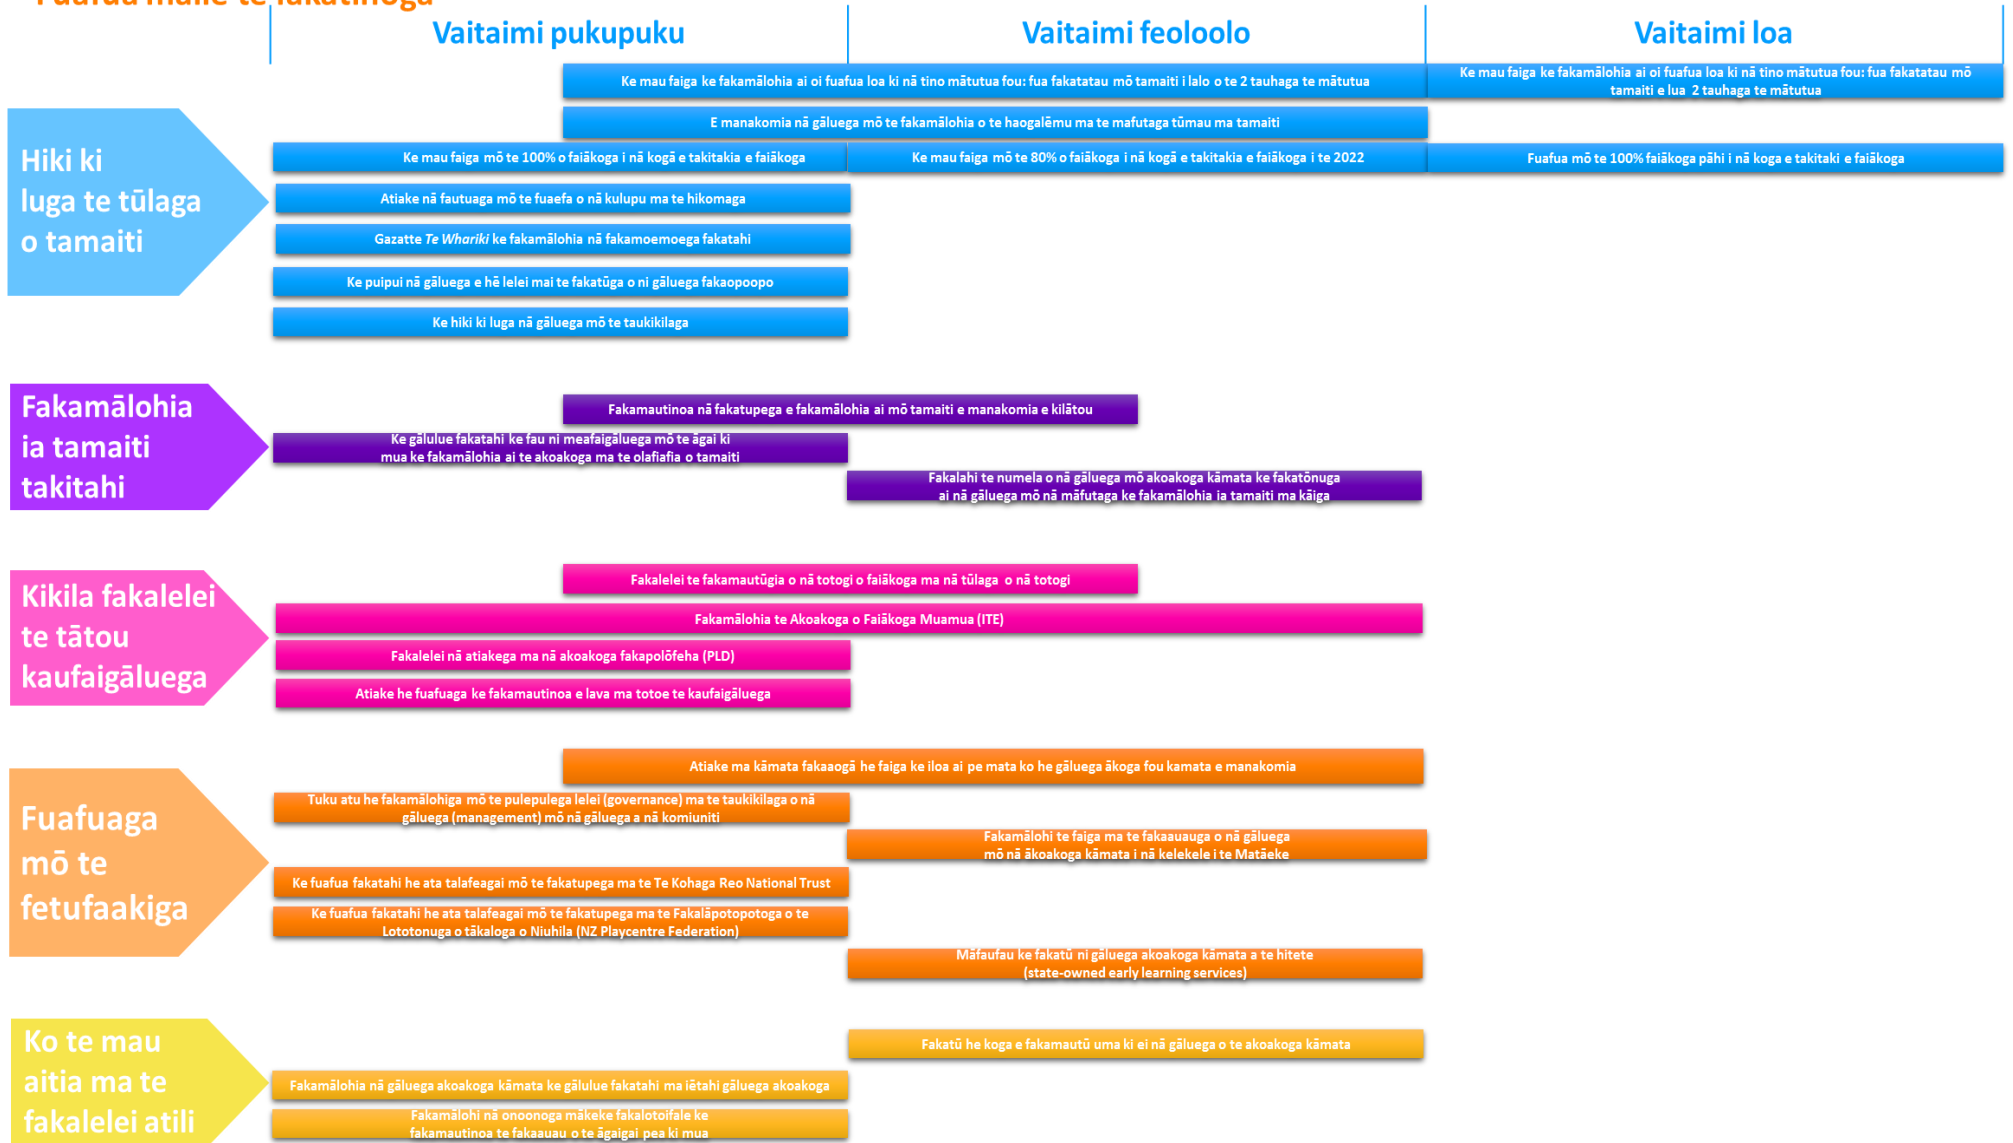 Fuafua mālie te fakatinoga
Vaitaimi pukupuku
Vaitaimi feoloolo
Vaitaimi loa
Hiki ki
luga te tūlaga
o tamaiti
Ke mau faiga ke fakamālohia ai oi fuafua loa ki nā tino mātutua fou: fua fakatatau mō tamaiti i lalo o te 2 tauhaga te mātutua
Ke mau faiga ke fakamālohia ai oi fuafua loa ki nā tino mātutua fou: fua fakatatau mō
tamaiti e lua 2 tauhaga te mātutua
E manakomia nā gāluega mō te fakamālohia o te haogalēmu ma te mafutaga tūmau ma tamaiti
Ke mau faiga mō te 100% o faiākoga i nā kogā e takitakia e faiākoga
Ke mau faiga mō te 80% o faiākoga i nā kogā e takitakia e faiākoga i te 2022
Fuafua mō te 100% faiākoga pāhi i nā koga e takitaki e faiākoga
Atiake nā fautuaga mō te fuaefa o nā kulupu ma te hikomaga
Gazatte Te Whariki ke fakamālohia nā fakamoemoega fakatahi
Ke puipui nā gāluega e hē lelei mai te fakatūga o ni gāluega fakaopoopo
Ke hiki ki luga nā gāluega mō te taukikilaga
Fakamālohia
ia tamaiti
takitahi
Fakamautinoa nā fakatupega e fakamālohia ai mō tamaiti e manakomia e kilātou
Ke gālulue fakatahi ke fau ni meafaigāluega mō te āgai ki
mua ke fakamālohia ai te akoakoga ma te olafiafia o tamaiti
Fakalahi te numela o nā gāluega mō akoakoga kāmata ke fakatōnuga
ai nā gāluega mō nā māfutaga ke fakamālohia ia tamaiti ma kāiga
Kikila fakalelei
te tātou
kaufaigāluega
Fakalelei te fakamautūgia o nā totogi o faiākoga ma nā tūlaga o nā totogi
Fakamālohia te Akoakoga o Faiākoga Muamua (ITE)
Fakalelei nā atiakega ma nā akoakoga fakapolōfeha (PLD)
Atiake he fuafuaga ke fakamautinoa e lava ma totoe te kaufaigāluega
Fuafuaga
mō te
fetufaakiga
Atiake ma kāmata fakaaogā he faiga ke iloa ai pe mata ko he gāluega ākoga fou kamata e manakomia
Tuku atu he fakamālohiga mō te pulepulega lelei (governance) ma te taukikilaga o nā
gāluega (management) mō nā gāluega a nā komiuniti
Fakamālohi te faiga ma te fakaauauga o nā gāluega
mō nā ākoakoga kāmata i nā kelekele i te Matāeke
Ke fuafua fakatahi he ata talafeagai mō te fakatupega ma te Te Kohaga Reo National Trust
Ke fuafua fakatahi he ata talafeagai mō te fakatupega ma te Fakalāpotopotoga o te
Lototonuga o tākaloga o Niuhila (NZ Playcentre Federation)
Māfaufau ke fakatū ni gāluega akoakoga kāmata a te hitete
(state-owned early learning services)
Ko te mau
aitia ma te
fakalelei atili
Fakatū he koga e fakamautū uma ki ei nā gāluega o te akoakoga kāmata
Fakamālohia nā gāluega akoakoga kāmata ke gālulue fakatahi ma iētahi gāluega akoakoga
Fakamālohi nā onoonoga mākeke fakalotoifale ke
fakamautinoa te fakaauau o te āgaigai pea ki mua